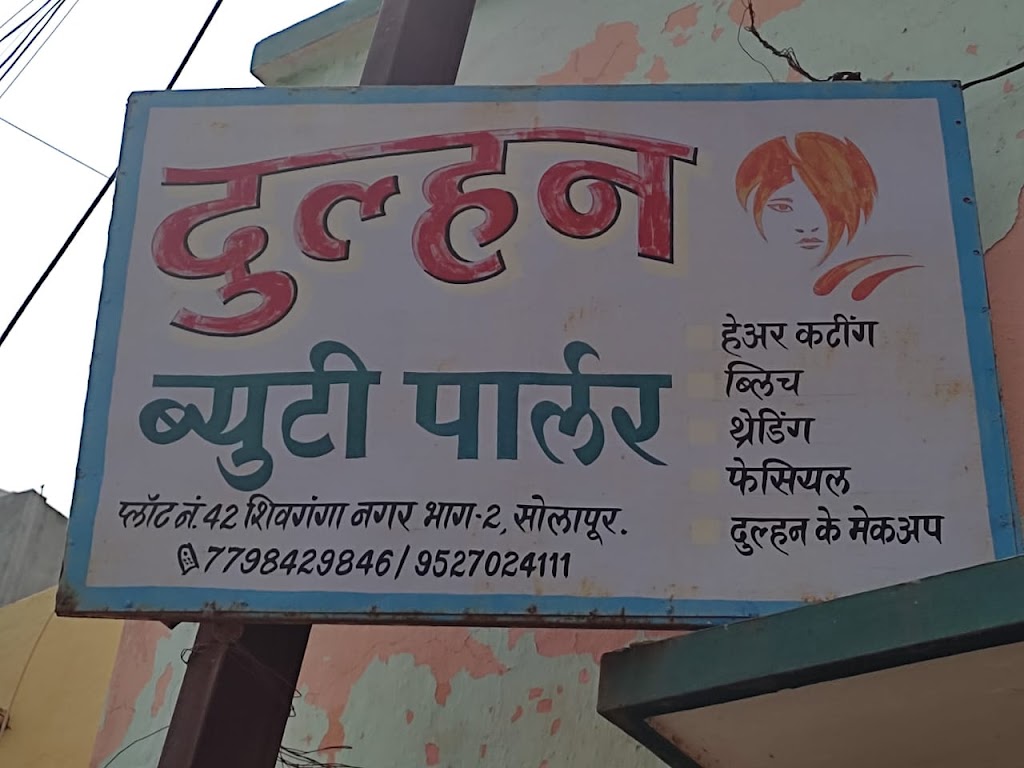 दुल्हन
ब्युटी पार्लर
हेअर कटींग
ब्लिच
थ्रेडिंग
फेसियल
दुल्हन के मेकअप
प्लॉट नं. 42 शिवगंगा नगर भाग-2, सोलापूर.
7798429846 / 9527024111